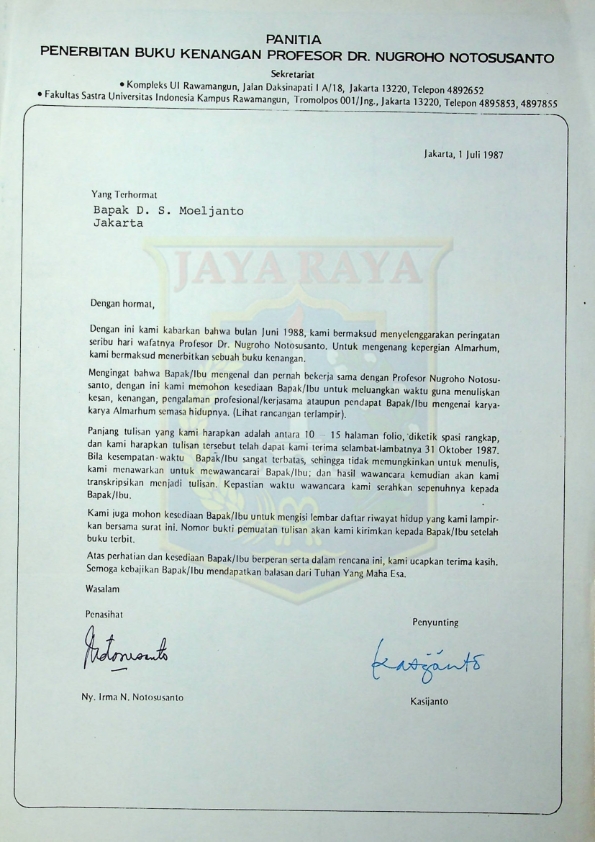 PANITIA
PENERBITAN BUKU KENANGAN PROFESOR DR. NUGROHO NOTOSUSANTO
Sekretariat
• Kompleks UI Rawamangun, Jalan Daksinapati I A/18, Jakarta 13220, Telepon 4892652
• Fakultas Sastra Universitas Indonesia Kampus Rawamangun, Tromolpos 001/Jng., Jakarta 13220, Telepon 4895853, 4897855
Jakarta, 1 Juli 1987
Yang Terhormat
Bapak D. S. Moeljanto
Jakarta
JAYA RAYA
Dengan hormat,
Dengan ini kami kabarkan bahwa bulan Juni 1988, kami bermaksud menyelenggarakan peringatan
seribu hari wafatnya Profesor Dr. Nugroho Notosusanto. Untuk mengenang kepergian Almarhum,
kami bermaksud menerbitkan sebuah buku kenangan.
Mengingat bahwa Bapak/Ibu mengenal dan pernah bekerja sama dengan Profesor Nugroho Notosu-
santo, dengan ini kami memohon kesediaan Bapak/Ibu untuk meluangkan waktu guna menuliskan
kesan, kenangan, pengalaman profesional/kerjasama ataupun pendapat Bapak/Ibu mengenai karya-
karya Almarhum semasa hidupnya. (Lihat rancangan terlampir).
Panjang tulisan yang kami harapkan adalah antara 10 – 15 halaman folio, diketik spasi rangkap,
dan kami harapkan tulisan tersebut telah dapat kami terima selambat-lambatnya 31 Oktober 1987.
Bila kesempatan waktu Bapak/Ibu sangat terbatas, sehingga tidak memungkinkan untuk menulis,
kami menawarkan untuk mewawancarai Bapak/Ibu; dan hasil wawancara kemudian akan kami
transkripsikan menjadi tulisan. Kepastian waktu wawancara kami serahkan sepenuhnya kepada
Bapak/Ibu.
Kami juga mohon kesediaan Bapak/Ibu untuk mengisi lembar daftar riwayat hidup yang kami lampir-
kan bersama surat ini. Nomor bukti pemuatan tulisan akan kami kirimkan kepada Bapak/Ibu setelah
buku terbit.
Atas perhatian dan kesediaan Bapak/Ibu berperan serta dalam rencana ini, kami ucapkan terima kasih.
Semoga kebajikan Bapak/Ibu mendapatkan balasan dari Tuhan Yang Maha Esa.
Wasalam
Penasihat
Penyunting
Notosusanto
Kasijanto
Ny. Irma N. Notosusanto
Kasijanto